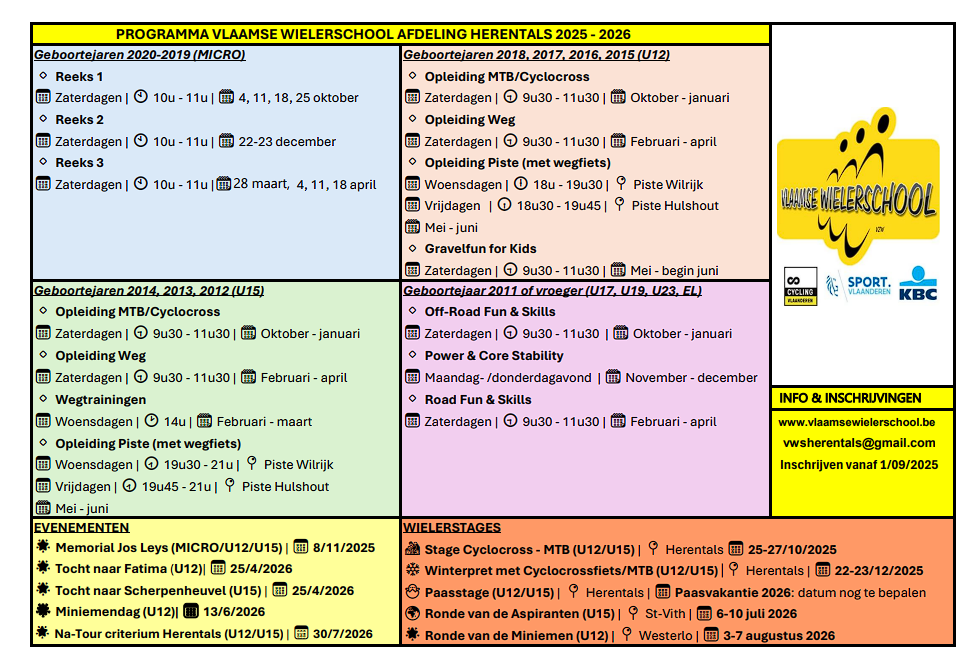 PROGRAMMA VLAAMSE WIELERSCHOOL AFDELING HERENTALS 2025 - 2026
Geboortejaren 2020-2019 (MICRO)
Reeks 1
Zaterdagen | 10u - 11u | 4, 11, 18, 25 oktober
Reeks 2
Zaterdagen | 10u - 11u | 22-23 december
Reeks 3
Zaterdagen | 10u - 11u | 28 maart, 4, 11, 18 april
Geboortejaren 2018, 2017, 2016, 2015 (U12)
Opleiding MTB/Cyclocross
Zaterdagen | 9u30 - 11u30 | Oktober - januari
Opleiding Weg
Zaterdagen | 9u30 - 11u30 | Februari - april
Opleiding Piste (met wegfiets)
Woensdagen | 18u - 19u30 | Piste Wilrijk
Vrijdagen | 18u30 - 19u45 | Piste Hulshout
Mei - juni
Gravelfun for Kids
Zaterdagen | 9u30 - 11u30 | Mei - begin juni
Geboortejaren 2014, 2013, 2012 (U15)
Opleiding MTB/Cyclocross
Zaterdagen | 9u30 - 11u30 | Oktober - januari
Opleiding Weg
Zaterdagen | 9u30 - 11u30 | Februari - april
Wegtrainingen
Woensdagen | 14u | Februari - maart
Opleiding Piste (met wegfiets)
Woensdagen | 19u30 - 21u | Piste Wilrijk
Vrijdagen | 19u45 - 21u | Piste Hulshout
Mei - juni
Geboortejaar 2011 of vroeger (U17, U19, U23, EL)
Off-Road Fun & Skills
Zaterdagen | 9u30 - 11u30 | Oktober - januari
Power & Core Stability
Maandag- /donderdagavond | November - december
Road Fun & Skills
Zaterdagen | 9u30 - 11u30 | Februari - april
VLAAMSE WIELERSCHOOL
VZW
CYCLING
VLAANDEREN
SPORT.
VLAANDEREN
KBC
INFO & INSCHRIJVINGEN
www.vlaamsewielerschool.be
vwsherentals@gmail.com
Inschrijven vanaf 1/09/2025
EVENEMENTEN
Memorial Jos Leys (MICRO/U12/U15) | 8/11/2025
Tocht naar Fatima (U12)| 25/4/2026
Tocht naar Scherpenheuvel (U15) | 25/4/2026
Miniemendag (U12)| 13/6/2026
Na-Tour criterium Herentals (U12/U15) | 30/7/2026
WIELERSTAGES
Stage Cyclocross - MTB (U12/U15) | Herentals 25-27/10/2025
Winterpret met Cyclocrossfiets/MTB (U12/U15) | Herentals | 22-23/12/2025
Paasstage (U12/U15) | Herentals | Paasvakantie 2026: datum nog te bepalen
Ronde van de Aspiranten (U15) | St-Vith | 6-10 juli 2026
Ronde van de Miniemen (U12) | Westerlo | 3-7 augustus 2026